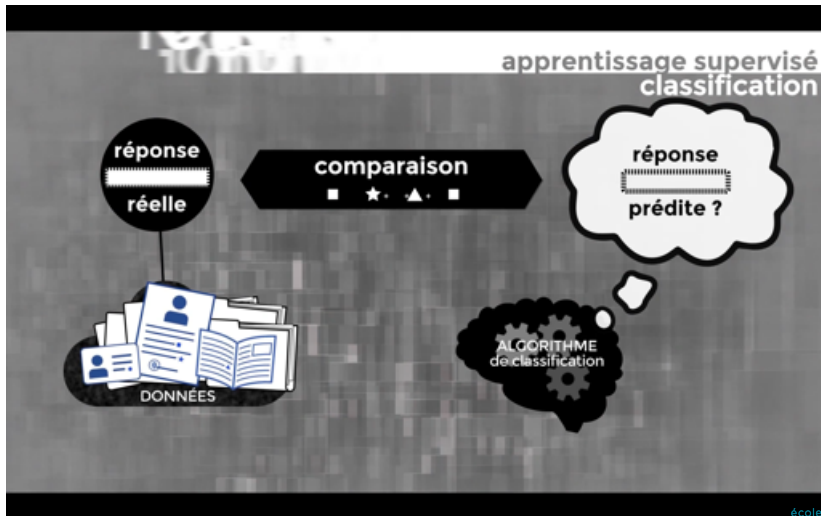 apprentissage supervisé
classification
réponse
réelle
comparaison
réponse
prédite ?
ALGORITHME
de classification
DONNÉES
école